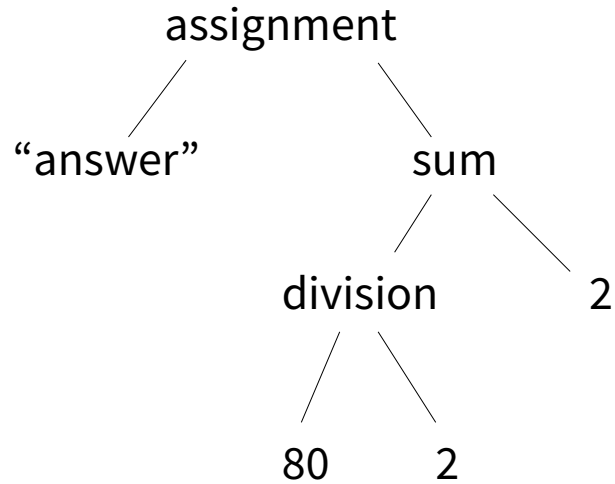 assignment
“answer”
sum
division
2
80
2